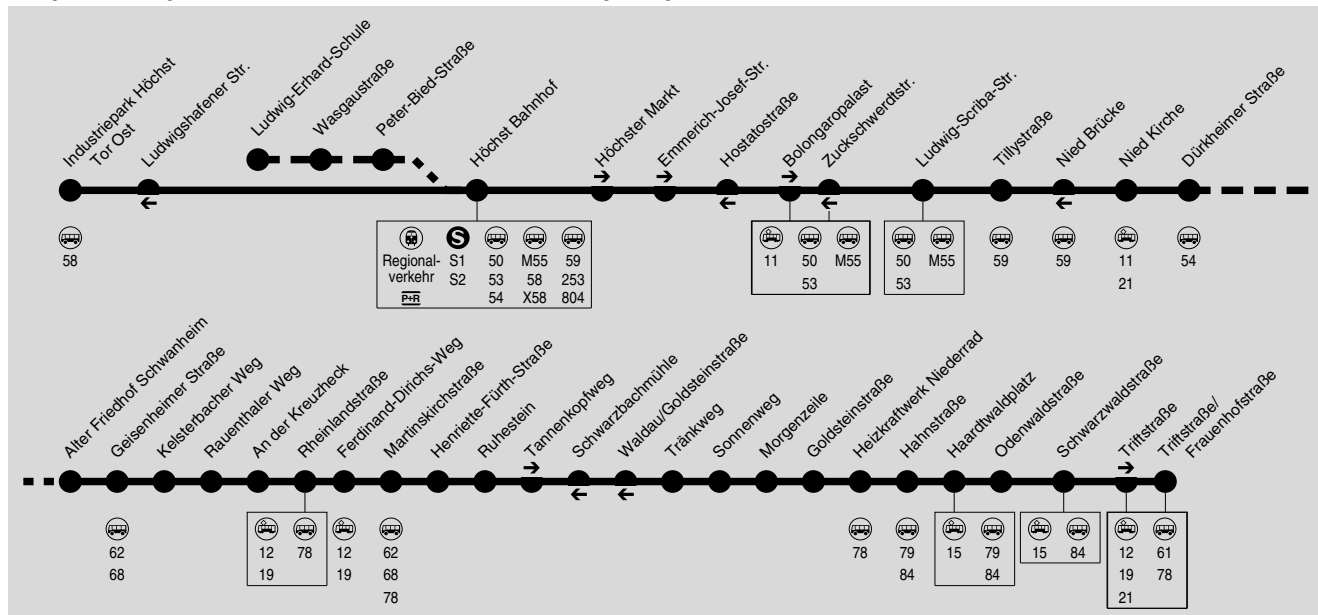 Industriepark Höchst
Tor Ost
Ludwigshafener Str.
Ludwig-Erhard-Schule
Wasgaustraße
Peter-Bied-Straße
Höchst Bahnhof
Höchster Markt
Emmerich-Josef-Str.
Hostatostraße
Bolongaropalast
Zuckschwerdtstr.
Ludwig-Scriba-Str.
Tillystraße
Nied Brücke
Nied Kirche
Dürkheimer Straße
58
Regional-
verkehr
P+R
S
S1
S2
50
53
54
M55
58
X58
59
253
804
11
50
53
M55
50
53
M55
59
59
11
21
54
Alter Friedhof Schwanheim
Geisenheimer Straße
Kelsterbacher Weg
Rauenthaler Weg
An der Kreuzheck
Rheinlandstraße
Ferdinand-Dirichs-Weg
Martinskirchstraße
Henriette-Fürth-Straße
Ruhestein
Tannenkopfweg
Schwarzbachmühle
Waldau/Goldsteinstraße
Tränkweg
Sonnenweg
Morgenzeile
Goldsteinstraße
Heizkraftwerk Niederrad
Hahnstraße
Haardtwaldplatz
Odenwaldstraße
Schwarzwaldstraße
Triftstraße
Triftstraße/
Frauenhofstraße
62
68
12
19
78
12
19
62
68
78
78
79
84
15
79
84
15
84
12
19
21
61
78